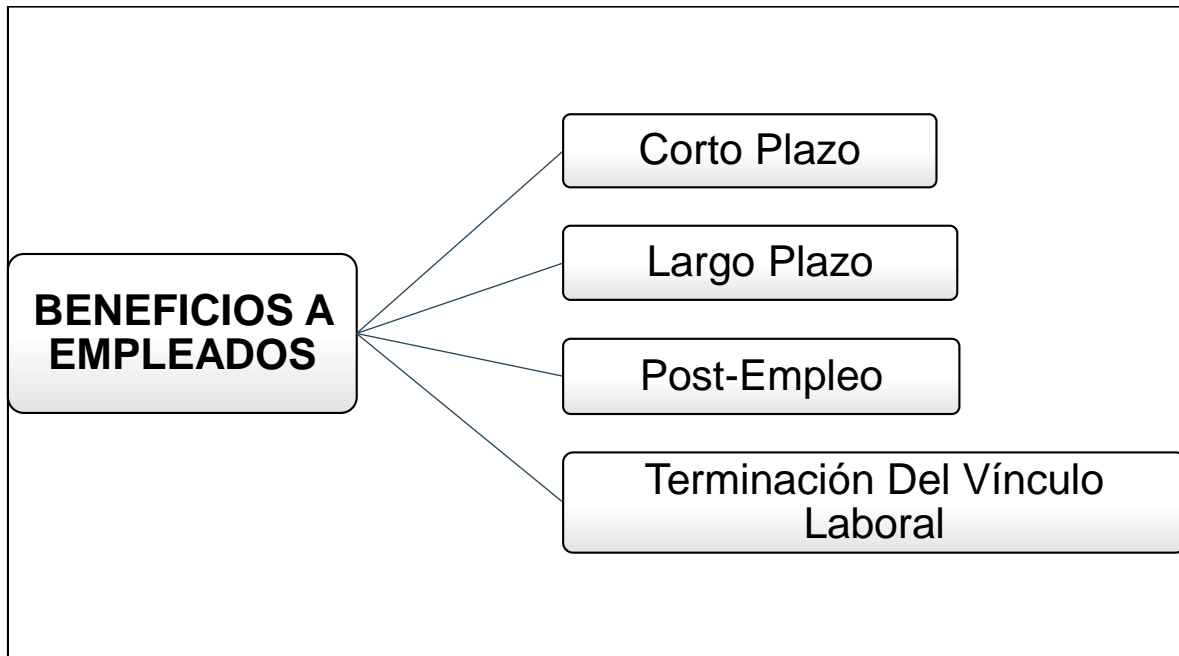 BENEFICIOS A
EMPLEADOS
Corto Plazo
Largo Plazo
Post-Empleo
Terminación Del Vínculo
Laboral